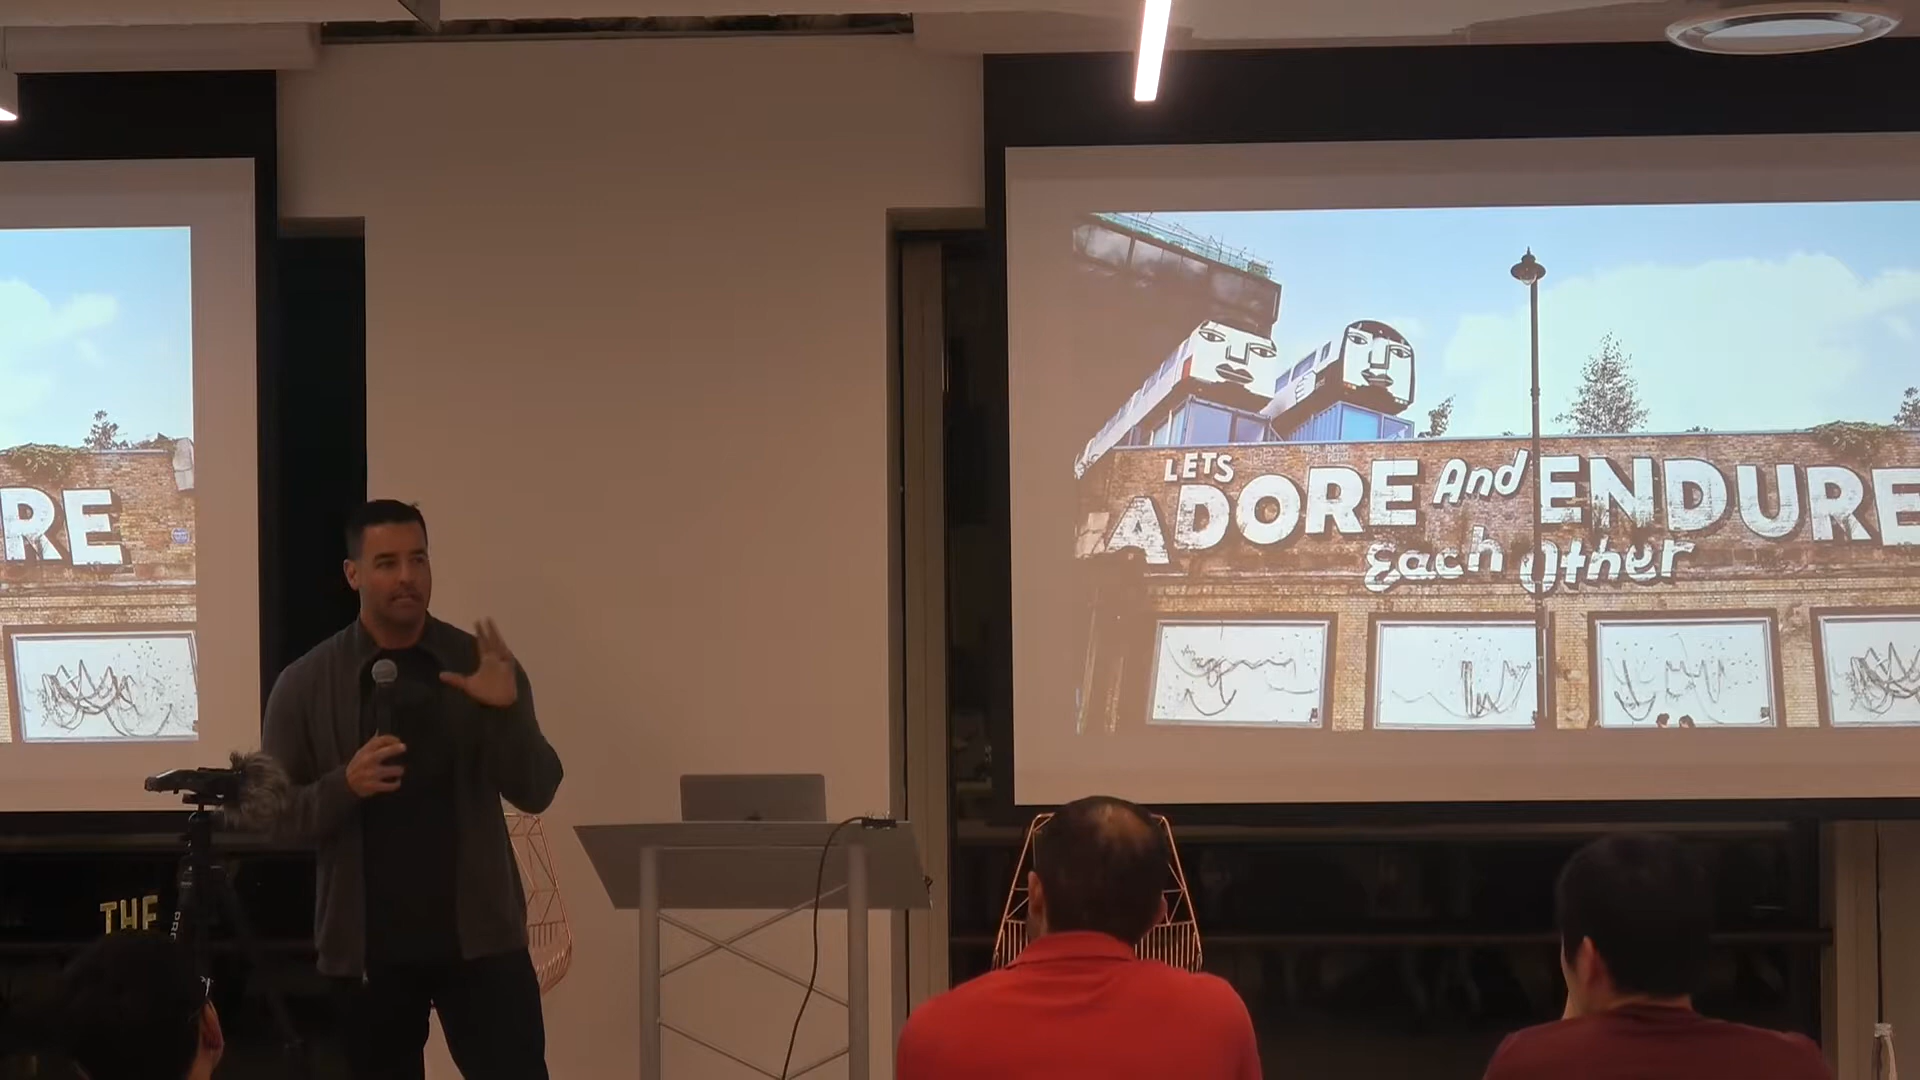 RE
LETS
ADORE And ENDURE
Each Other
THE